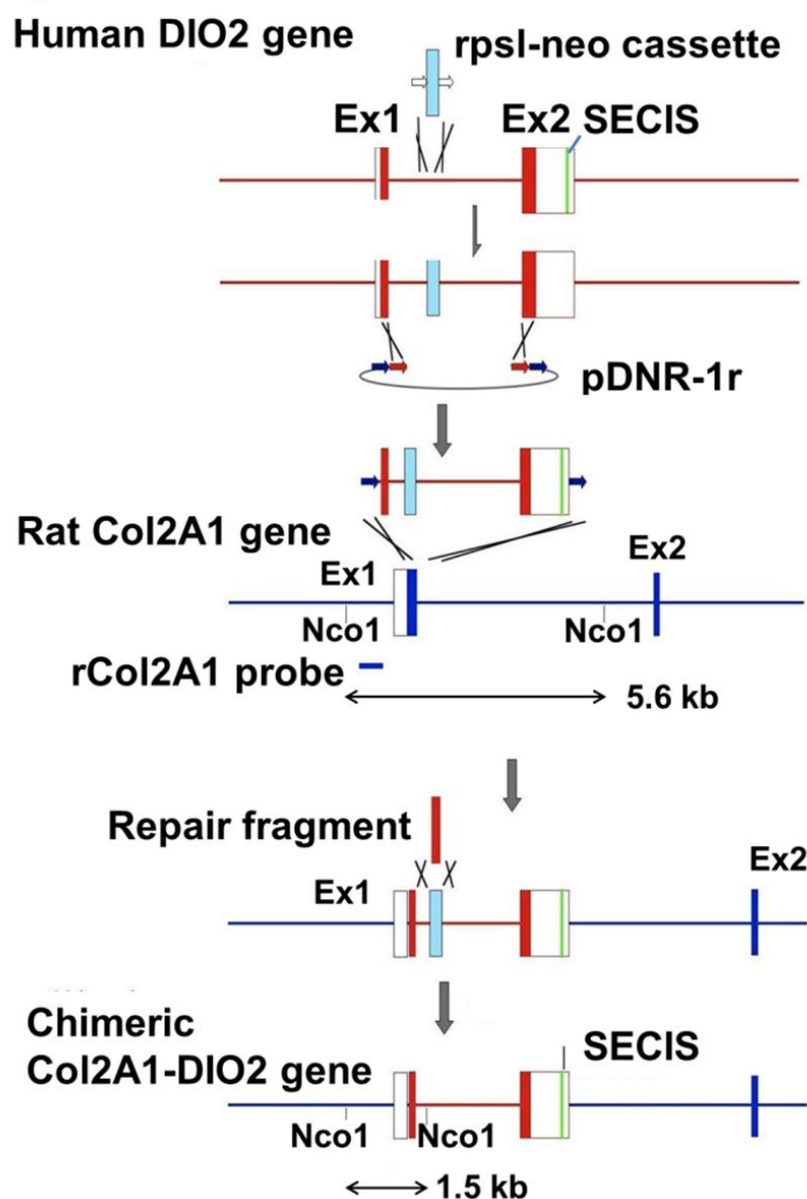 Human DIO2 gene
rpsl-neo cassette
Ex1
Ex2 SECIS
pDNR-1r
Rat Col2A1 gene
Ex1
Ex2
Nco1
Nco1
rCol2A1 probe
5.6 kb
Repair fragment
Ex1
Ex2
Chimeric
Col2A1-DIO2 gene
SECIS
Nco1
Nco1
1.5 kb